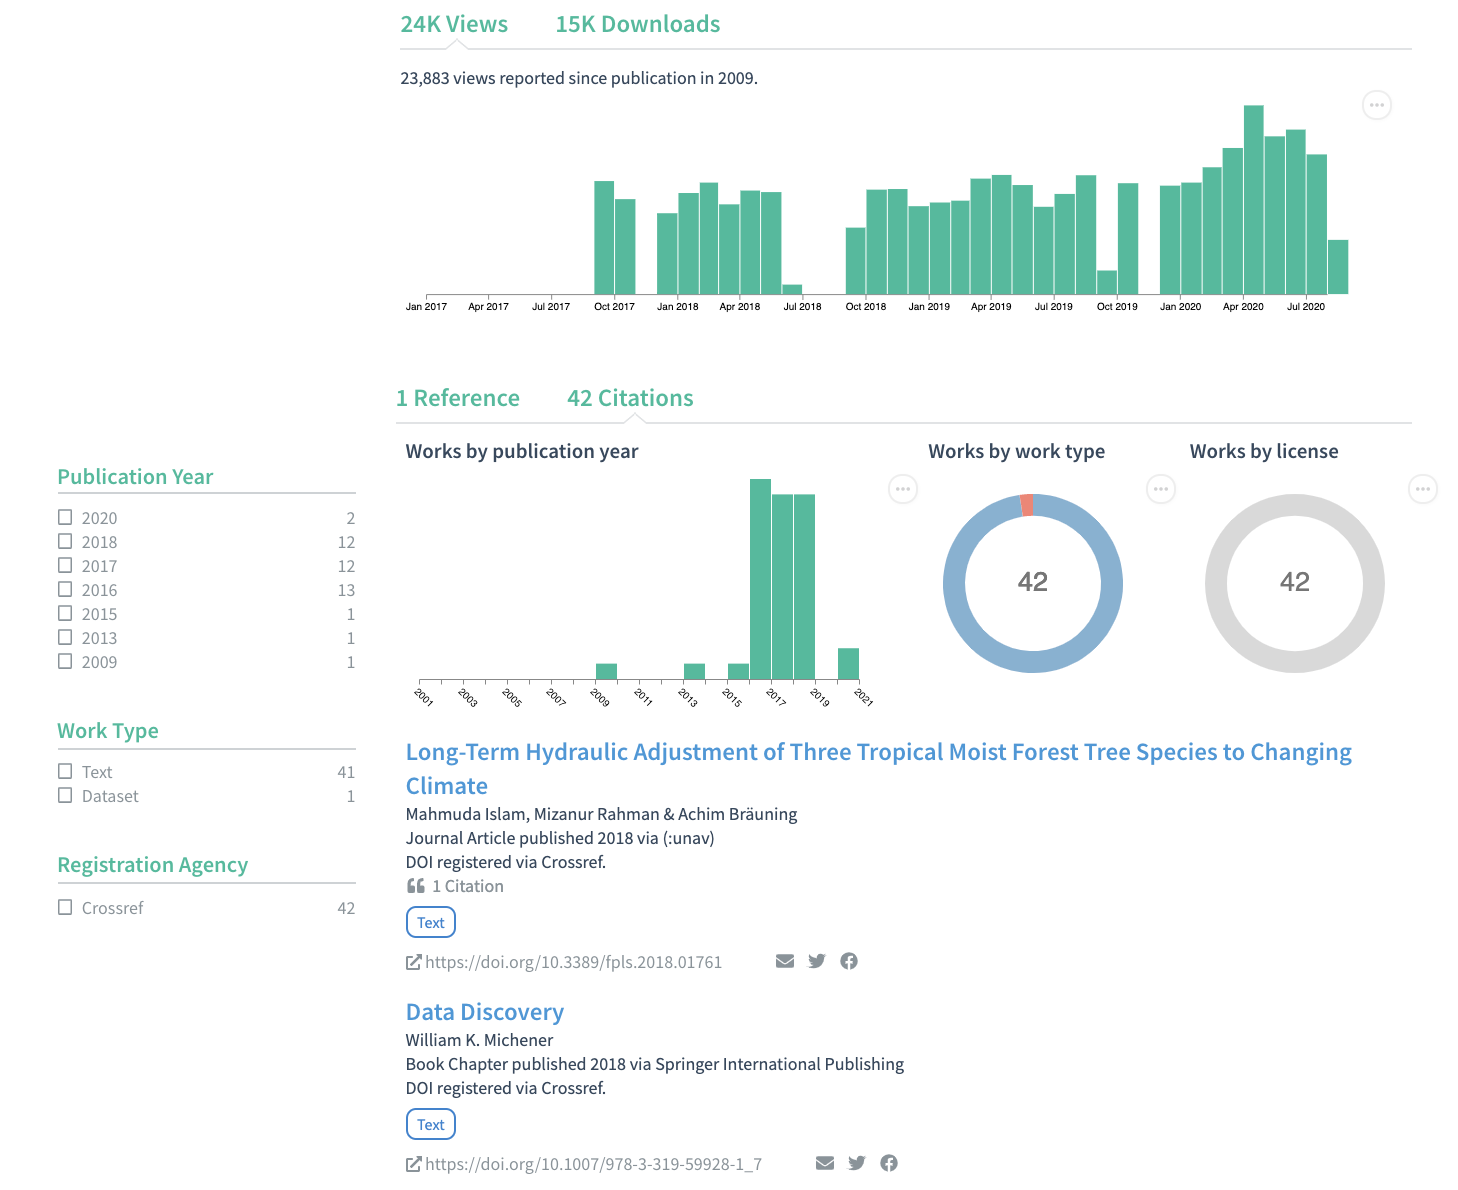 24K Views 15K Downloads
23,883 views reported since publication in 2009.
Jan 2017 Apr 2017 Jul 2017 Oct 2017 Jan 2018 Apr 2018 Jul 2018 Oct 2018 Jan 2019 Apr 2019 Jul 2019 Oct 2019 Jan 2020 Apr 2020 Jul 2020
1 Reference 42 Citations
Publication Year
2020 2
2018 12
2017 12
2016 13
2015 1
2013 1
2009 1
Work Type
Text 41
Dataset 1
Registration Agency
Crossref 42
Works by publication year
2001 2003 2005 2007 2009 2011 2013 2015 2017 2019 2021
Works by work type
42
Works by license
42
Long-Term Hydraulic Adjustment of Three Tropical Moist Forest Tree Species to Changing
Climate
Mahmuda Islam, Mizanur Rahman & Achim Bräuning
Journal Article published 2018 via (:unav)
DOI registered via Crossref.
1 Citation
Text
https://doi.org/10.3389/fpls.2018.01761
Data Discovery
William K. Michener
Book Chapter published 2018 via Springer International Publishing
DOI registered via Crossref.
Text
https://doi.org/10.1007/978-3-319-59928-1_7